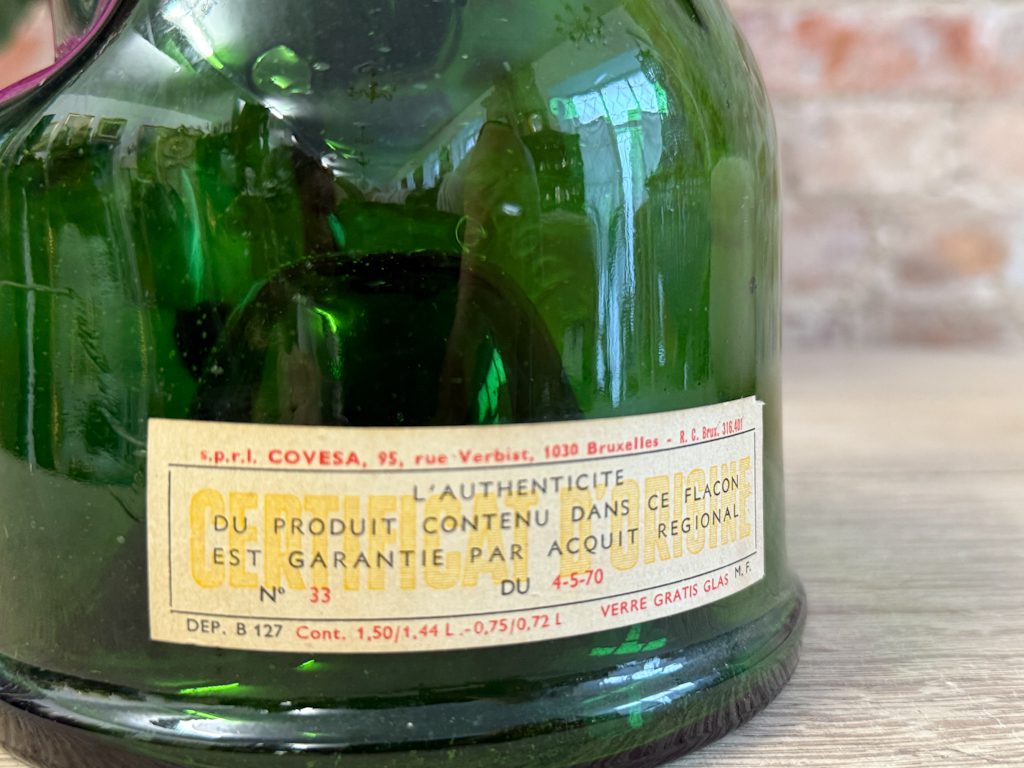 s.p.r.l. COVESA, 95, rue Verbist, 1030 Bruxelles - R. C. Brux. 316.401
CERTIFICAT D'ORIGINE
L'AUTHENTICITE
DU PRODUIT CONTENU DANS CE FLACON
EST GARANTIE PAR ACQUIT REGIONAL
Nº 33 DU 4-5-70
DEP. B 127 Cont. 1,50/1,44 L.-0,75/0,72 L VERRE GRATIS GLAS M. F.